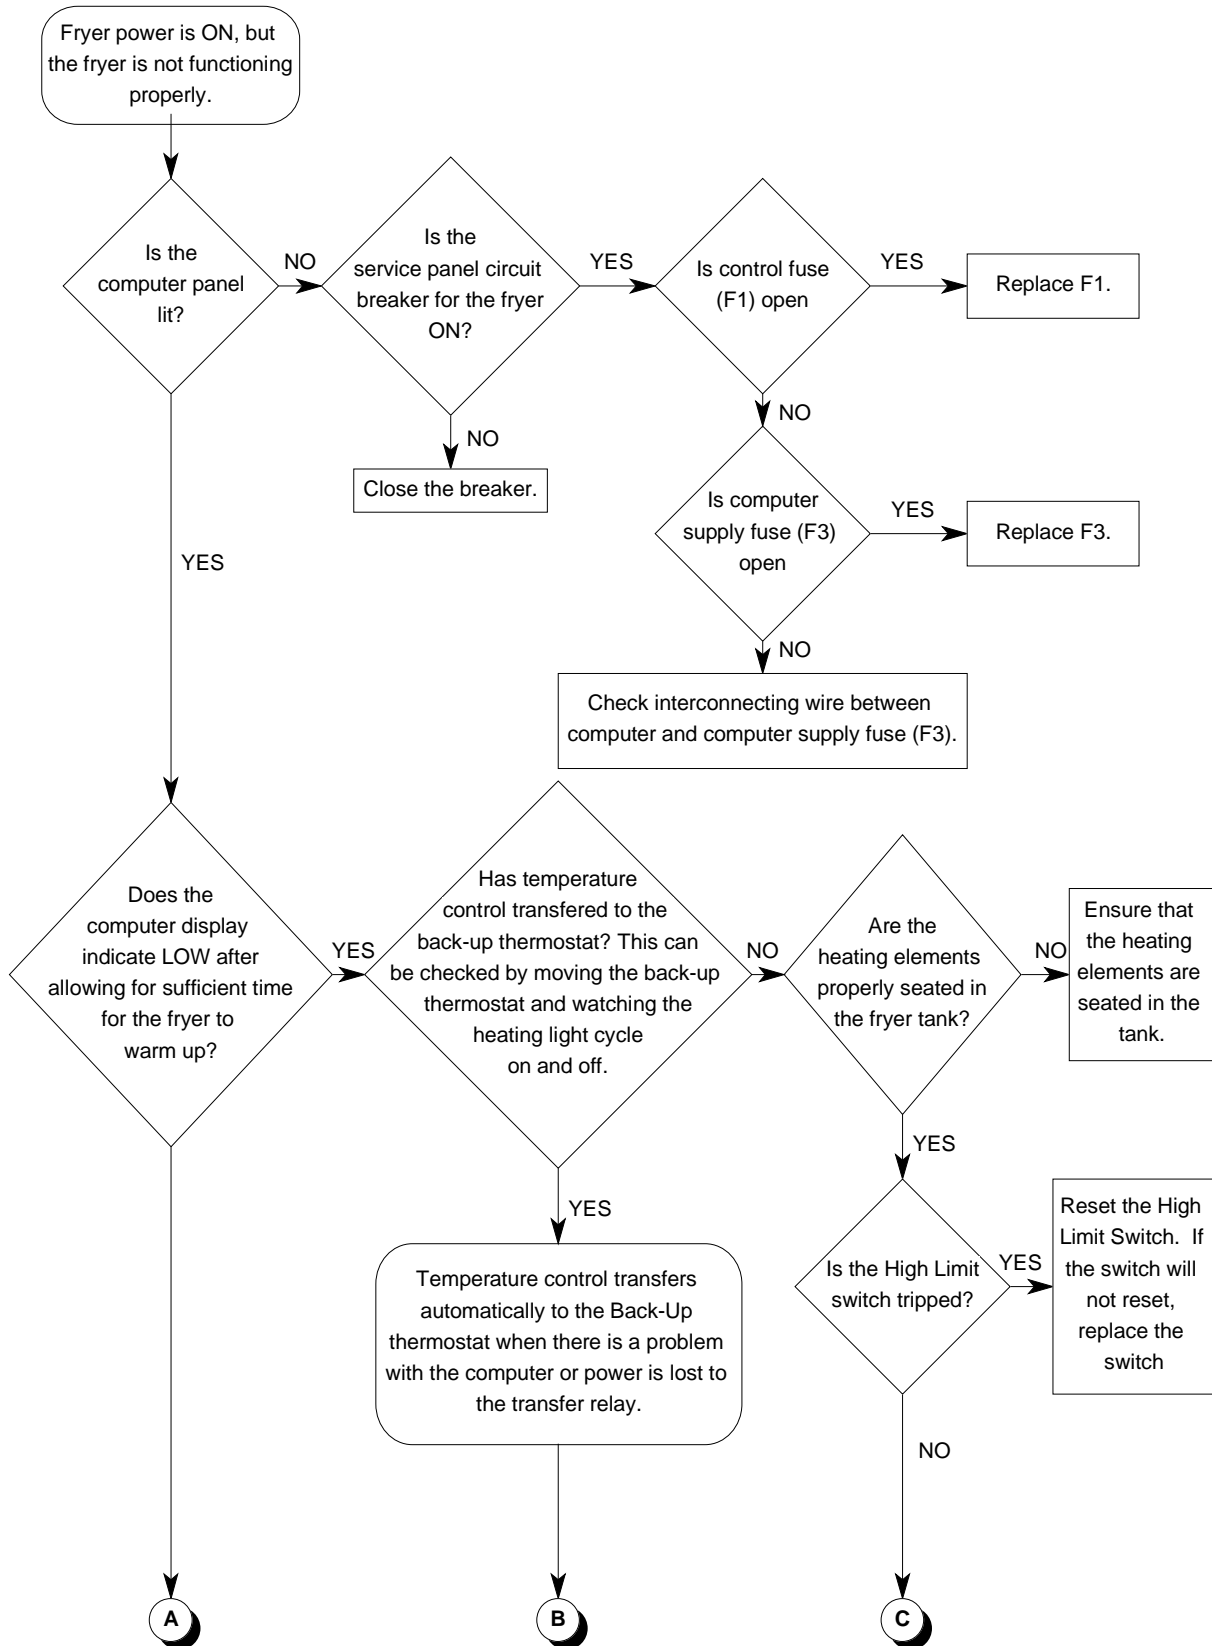 Fryer power is ON, but
the fryer is not functioning
properly.
Is the
computer panel
lit?
NO
Is the
service panel circuit
breaker for the fryer
ON?
YES
Is control fuse
(F1) open
YES
Replace F1.
NO
Close the breaker.
NO
Is computer
supply fuse (F3)
open
YES
Replace F3.
NO
Check interconnecting wire between
computer and computer supply fuse (F3).
YES
Does the
computer display
indicate LOW after
allowing for sufficient time
for the fryer to
warm up?
YES
Has temperature
control transfered to the
back-up thermostat? This can
be checked by moving the back-up
thermostat and watching the
heating light cycle
on and off.
NO
Are the
heating elements
properly seated in
the fryer tank?
NO
Ensure that
the heating
elements are
seated in the
tank.
YES
Temperature control transfers
automatically to the Back-Up
thermostat when there is a problem
with the computer or power is lost to
the transfer relay.
YES
Is the High Limit
switch tripped?
YES
Reset the High
Limit Switch.  If
the switch will
not reset,
replace the
switch
NO
A
B
C